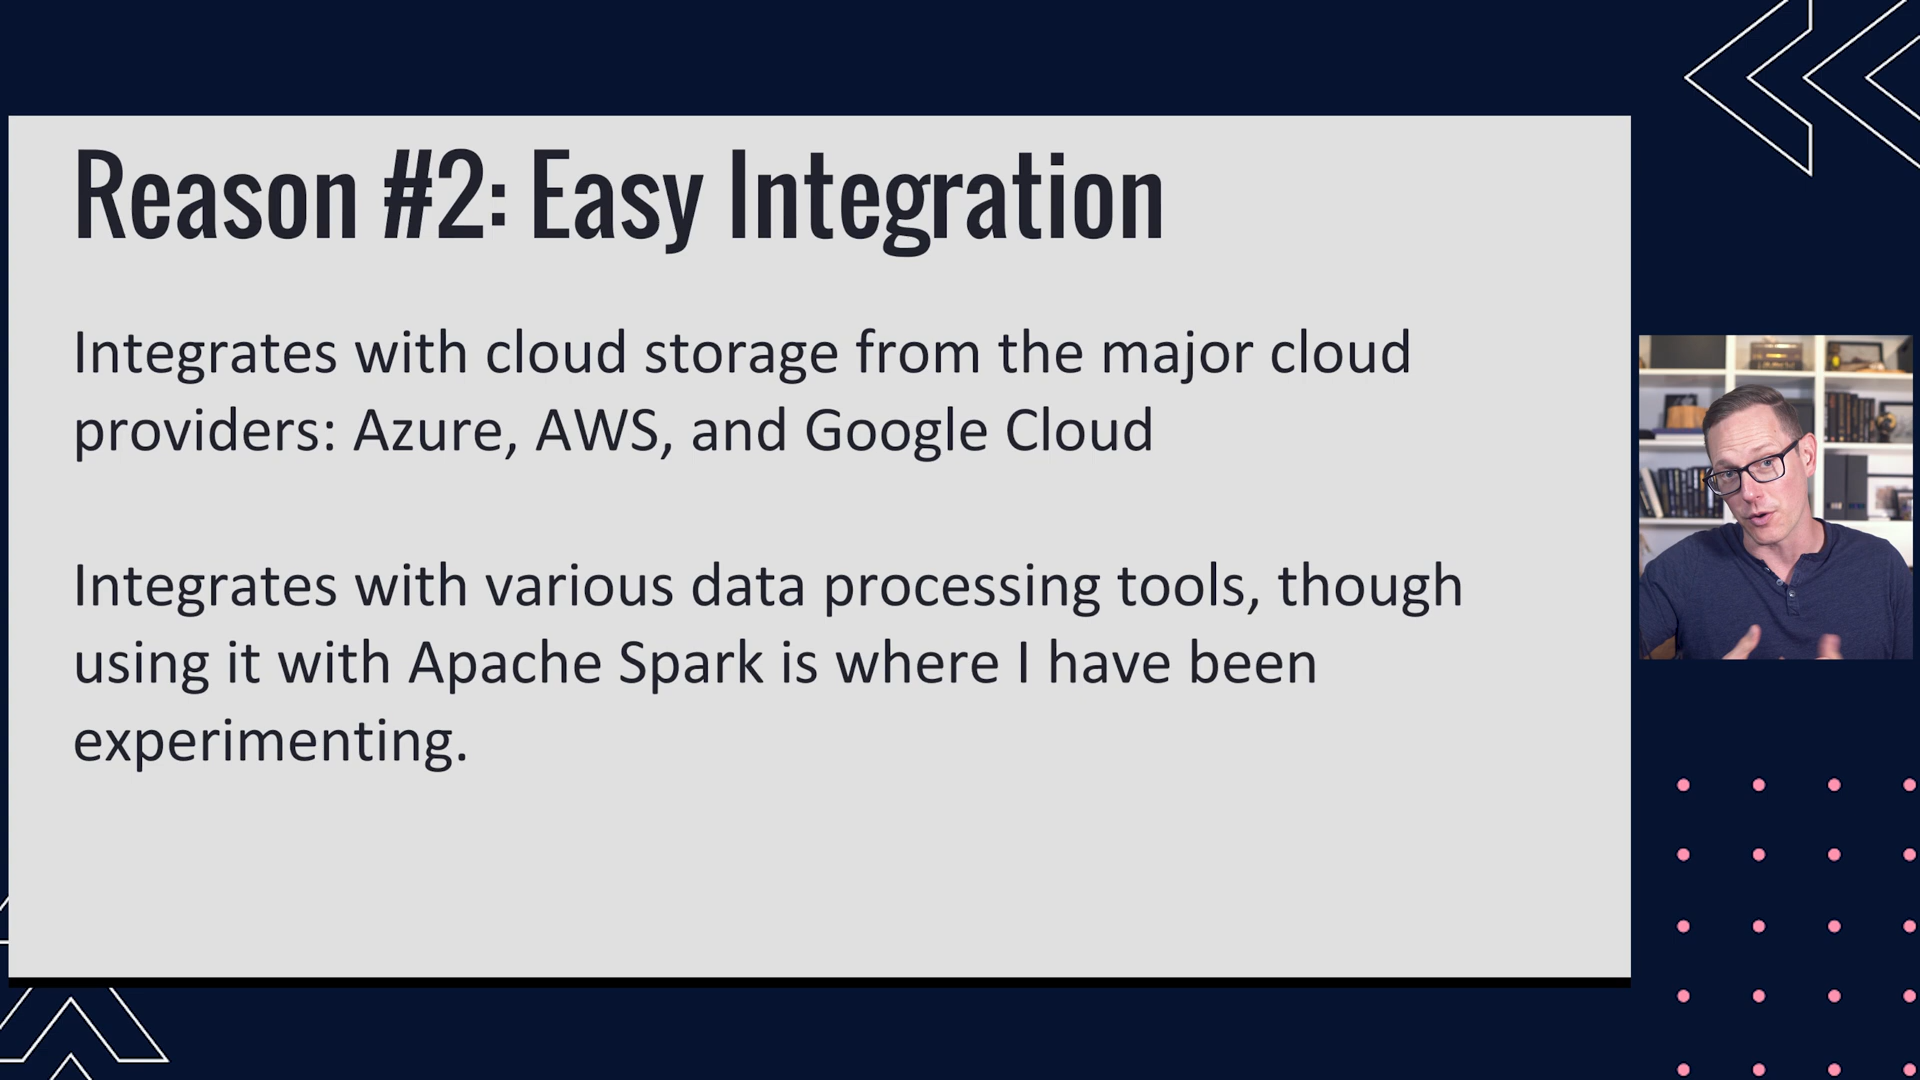 Reason #2: Easy Integration
Integrates with cloud storage from the major cloud
providers: Azure, AWS, and Google Cloud
Integrates with various data processing tools, though
using it with Apache Spark is where I have been
experimenting.